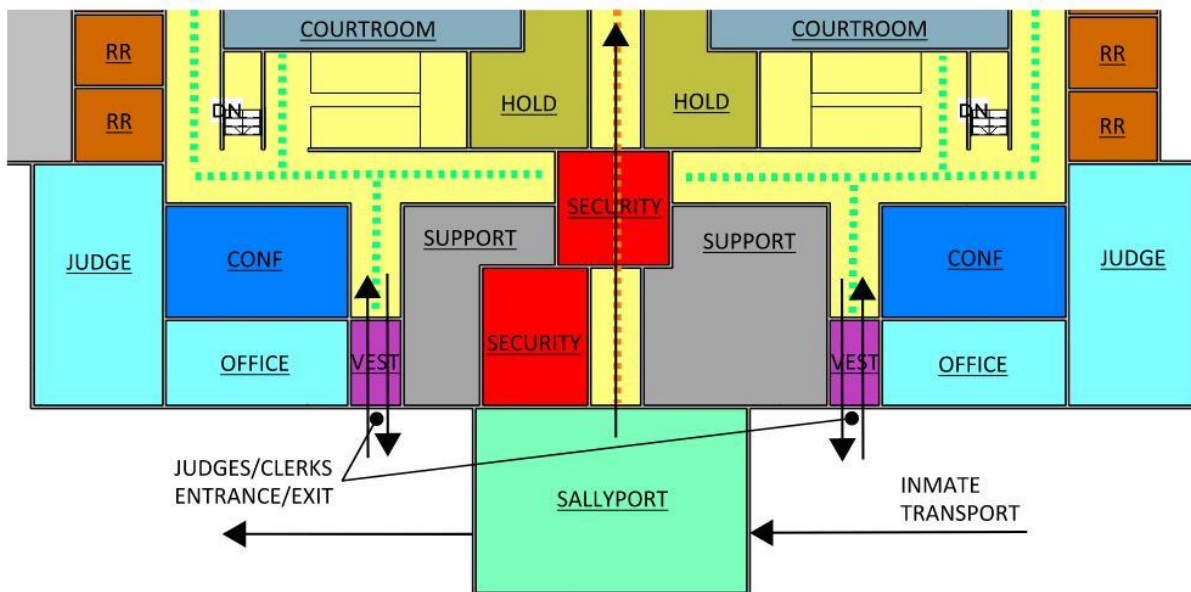 COURTROOM
COURTROOM
RR
RR
HOLD
HOLD
DN
DN
RR
RR
SECURITY
SUPPORT
SUPPORT
JUDGE
CONF
CONF
JUDGE
SECURITY
OFFICE
VEST
VEST
OFFICE
JUDGES/CLERKS
ENTRANCE/EXIT
SALLYPORT
INMATE
TRANSPORT